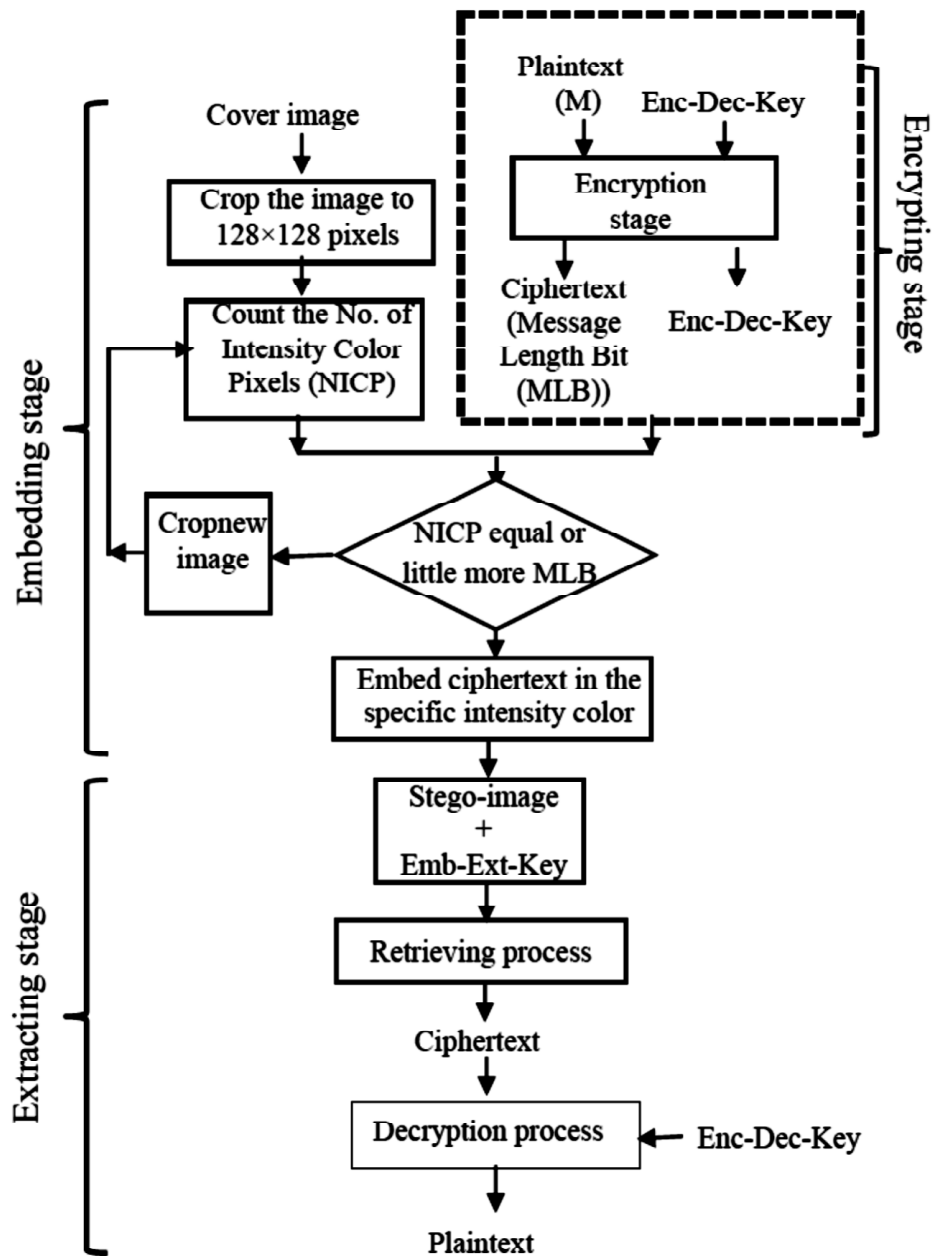 Plaintext
(M)
Enc-Dec-Key
Encryption
stage
Ciphertext
(Message
Length Bit
(MLB))
Enc-Dec-Key
Encrypting stage
Cover image
Crop the image to
128×128 pixels
Count the No. of
Intensity Color
Pixels (NICP)
Embedding stage
Cropnew
image
NICP equal or
little more MLB
Embed ciphertext in the
specific intensity color
Stego-image
+
Emb-Ext-Key
Retrieving process
Extracting stage
Ciphertext
Decryption process
Enc-Dec-Key
Plaintext